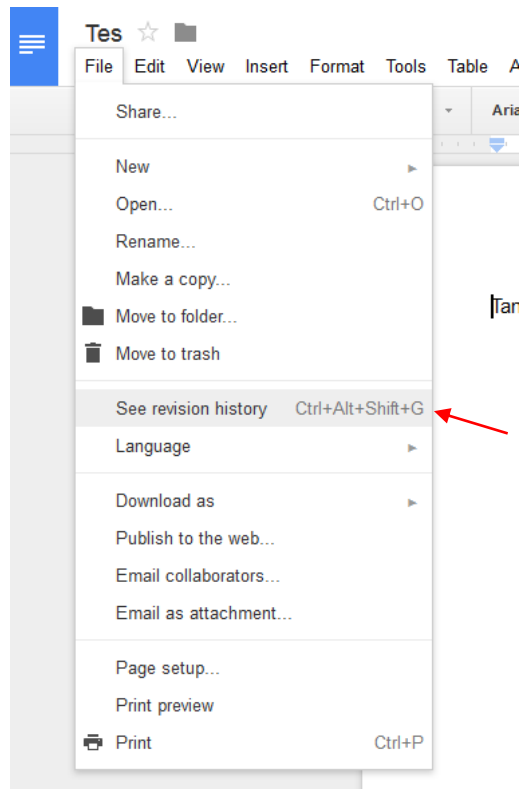 Tes
File Edit View Insert Format Tools Table A
Share...
Aria
New
Open... Ctrl+O
Rename...
Make a copy...
Move to folder...
Tan
Move to trash
See revision history Ctrl+Alt+Shift+G
Language
Download as
Publish to the web...
Email collaborators...
Email as attachment...
Page setup...
Print preview
Print Ctrl+P